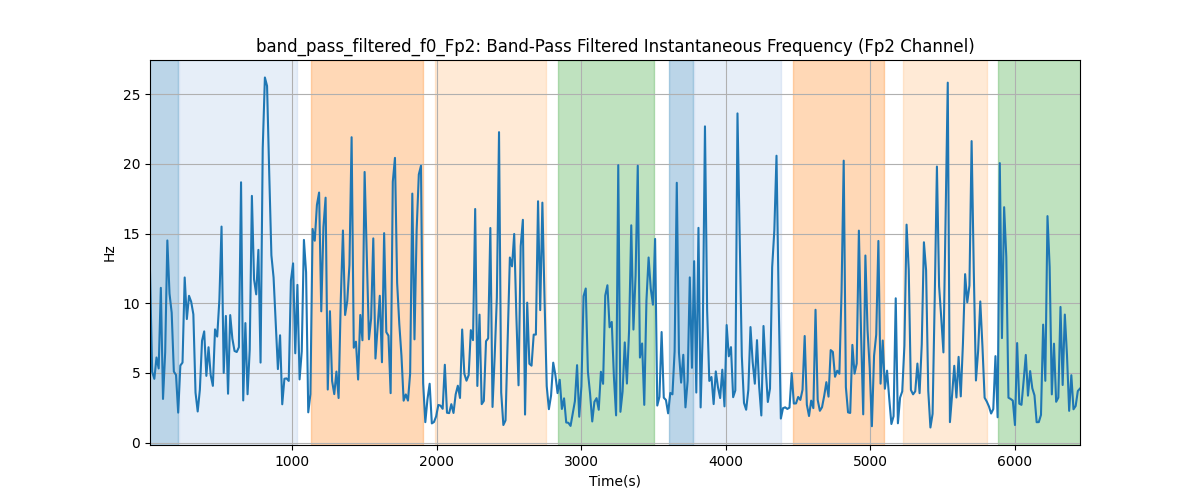 band_pass_filtered_f0_Fp2: Band-Pass Filtered Instantaneous Frequency (Fp2 Channel)
Hz
25
20
15
10
5
0
1000 2000 3000 4000 5000 6000
Time(s)